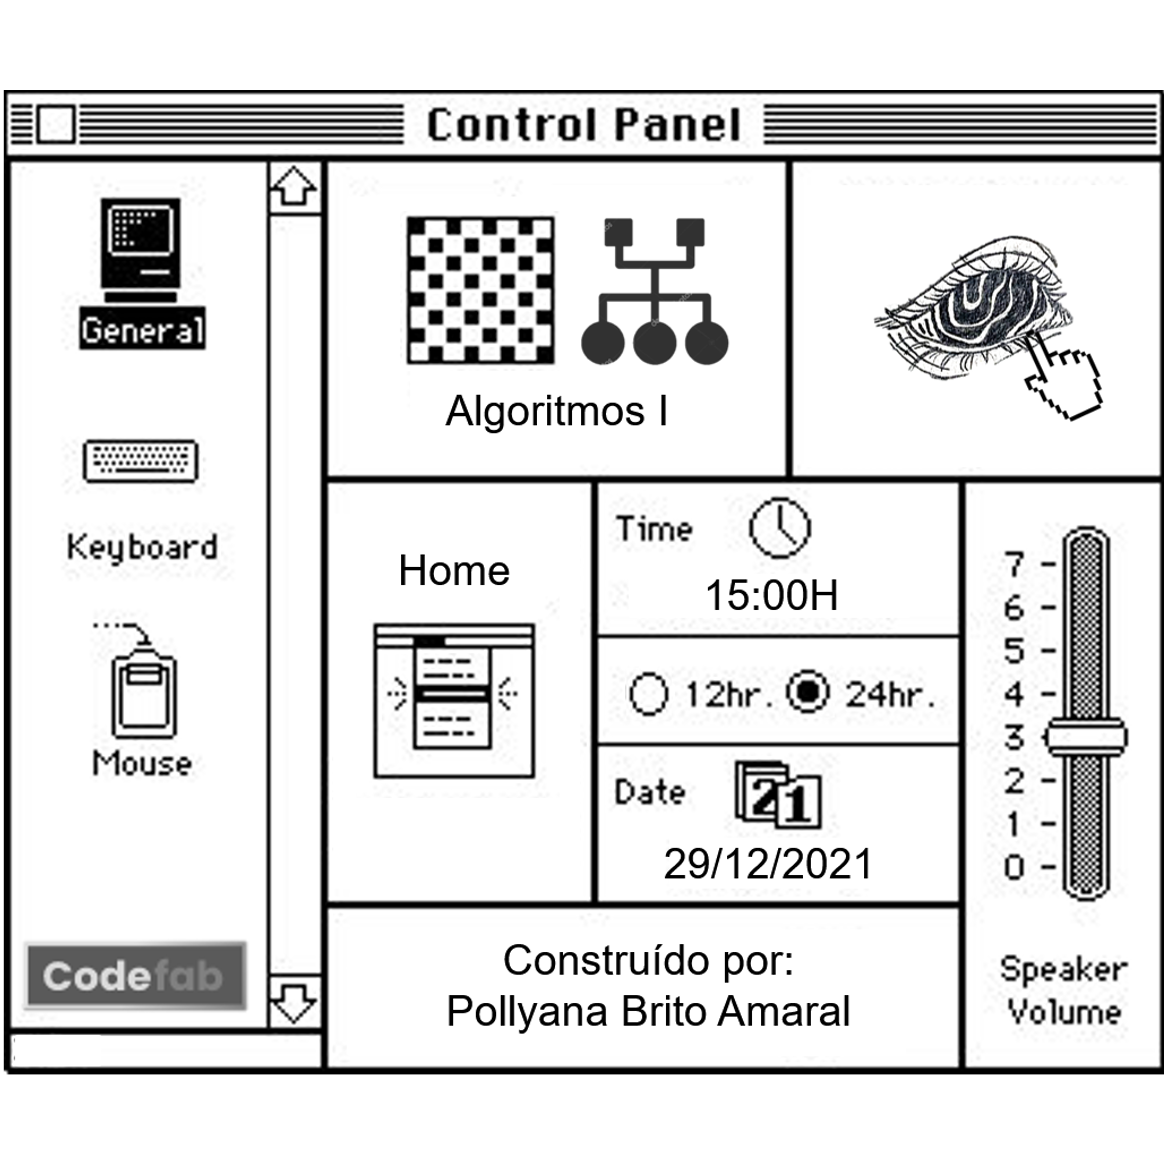 Control Panel
General
Keyboard
Mouse
Codefab
Algoritmos I
Home
Time
15:00H
12hr.
24hr.
Date
21
29/12/2021
7
6
5
4
3
2
1
0
Speaker
Volume
Construído por:
Pollyana Brito Amaral